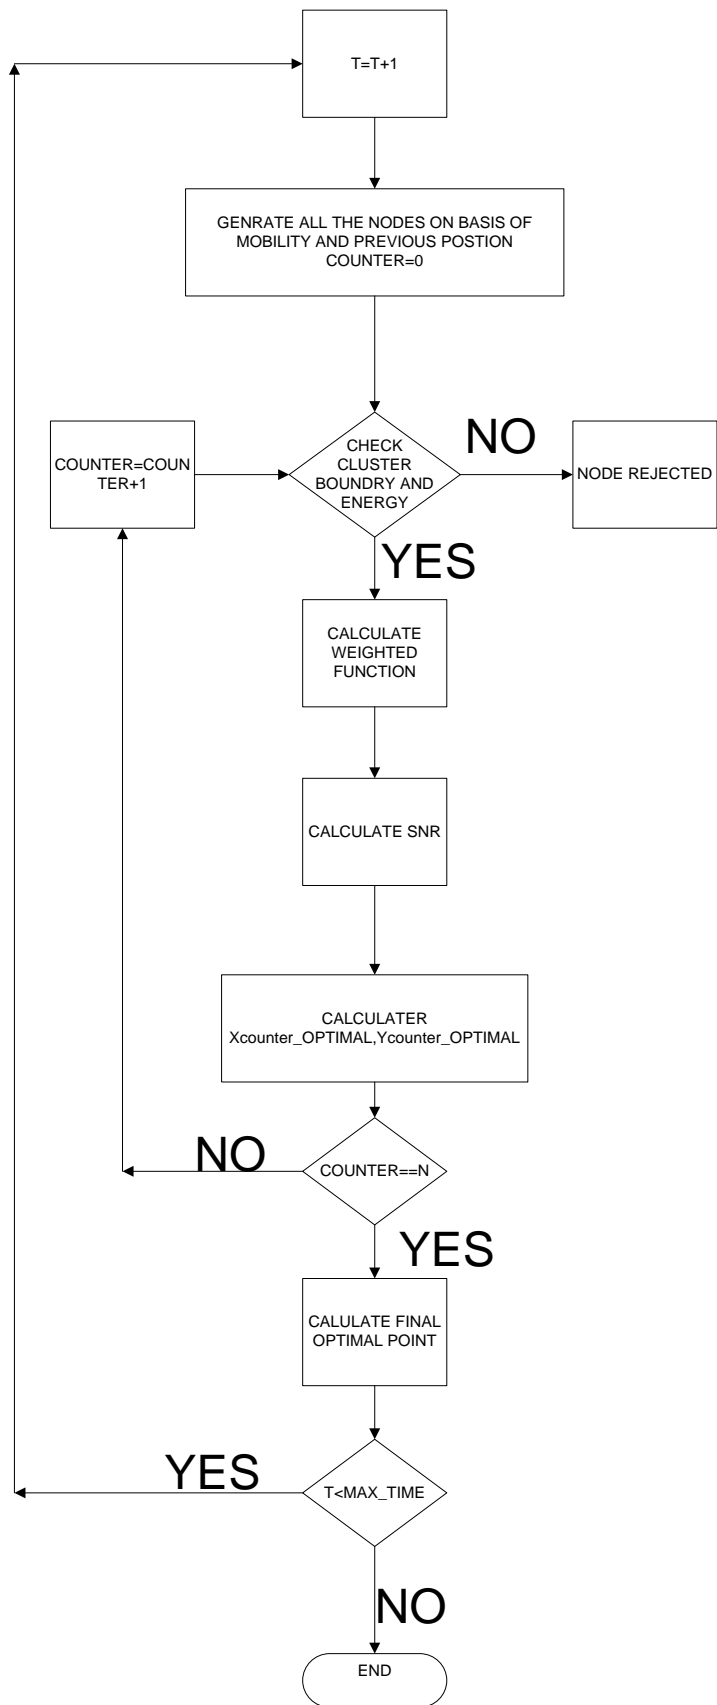 T=T+1
GENRATE ALL THE NODES ON BASIS OF
MOBILITY AND PREVIOUS POSTION
COUNTER=0
COUNTER=COUN
TER+1
CHECK
CLUSTER
BOUNDRY AND
ENERGY
NO
NODE REJECTED
YES
CALCULATE
WEIGHTED
FUNCTION
CALCULATE SNR
CALCULATER
Xcounter_OPTIMAL,Ycounter_OPTIMAL
NO
COUNTER==N
YES
CALULATE FINAL
OPTIMAL POINT
YES
T<MAX_TIME
NO
END